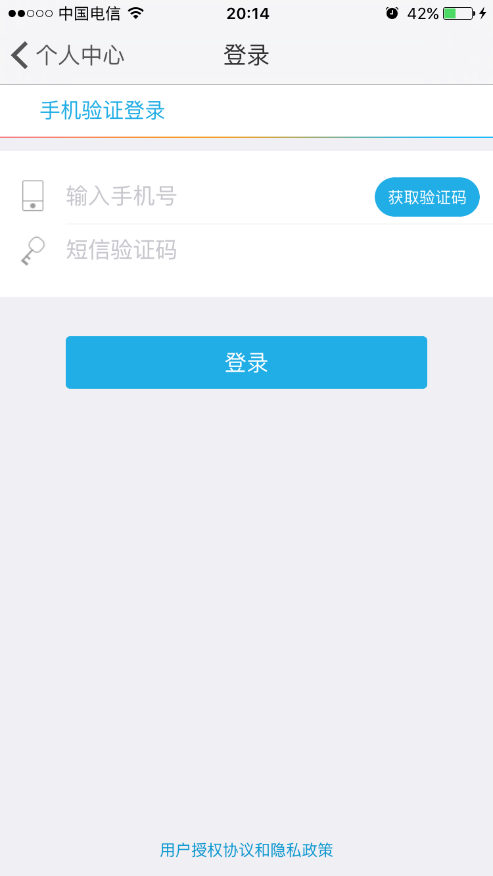 中国电信 20:14 42%
个人中心 登录
手机验证登录
输入手机号 获取验证码
短信验证码
登录
用户授权协议和隐私政策